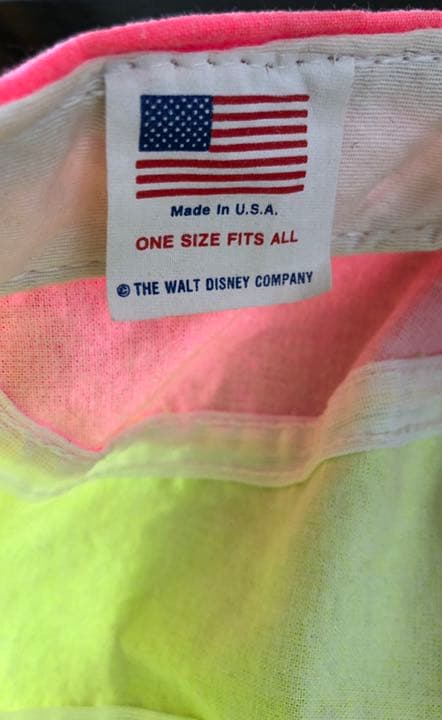 Made In U.S.A.
ONE SIZE FITS ALL
© THE WALT DISNEY COMPANY